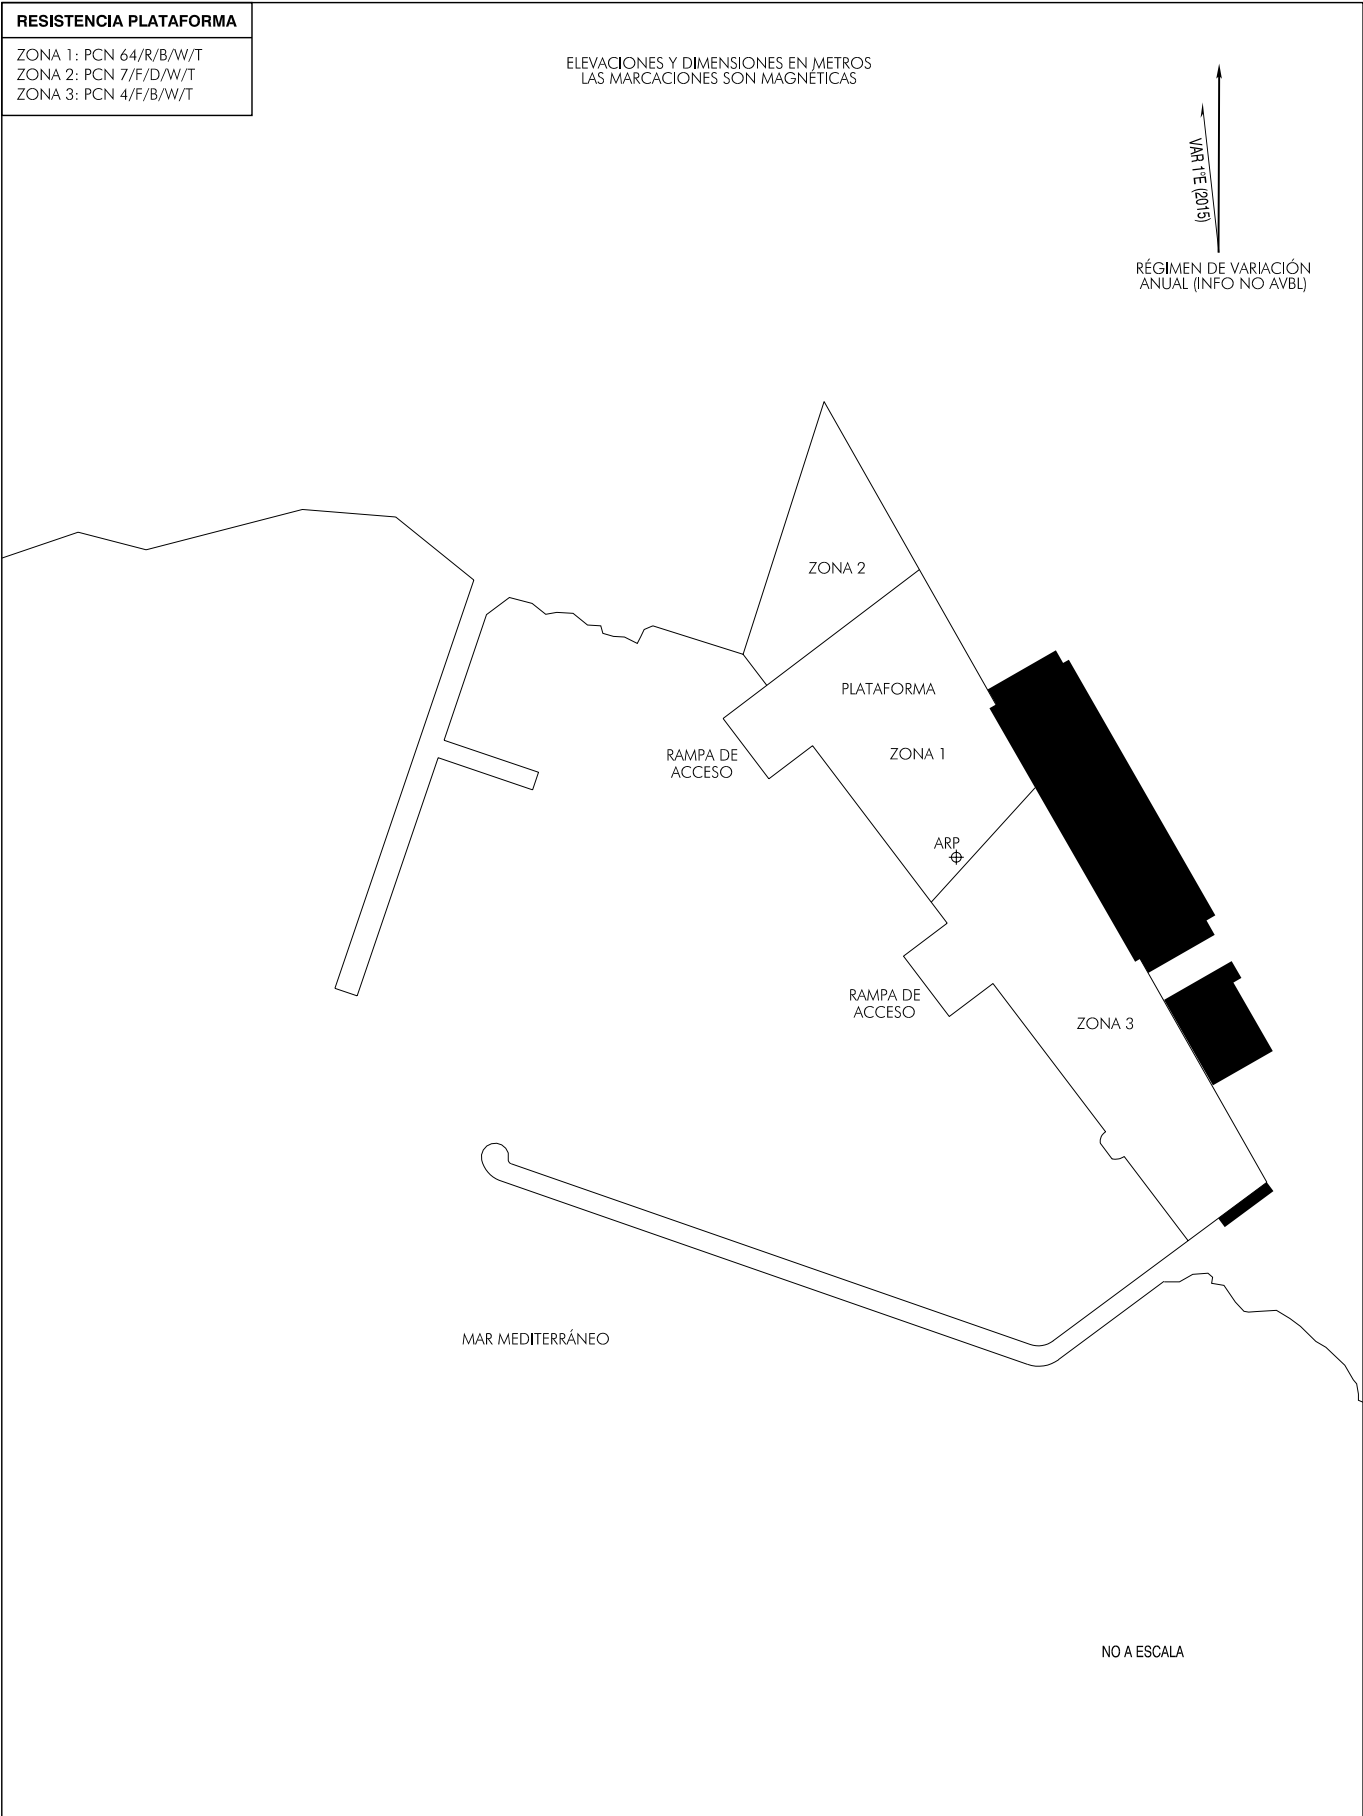 RESISTENCIA PLATAFORMA
ZONA 1: PCN 64/R/B/W/T
ZONA 2: PCN 7/F/D/W/T
ZONA 3: PCN 4/F/B/W/T
ELEVACIONES Y DIMENSIONES EN METROS
LAS MARCACIONES SON MAGNÉTICAS
VAR 1°E (2015)
RÉGIMEN DE VARIACIÓN
ANUAL (INFO NO AVBL)
ZONA 2
PLATAFORMA
ZONA 1
RAMPA DE
ACCESO
ARP
RAMPA DE
ACCESO
ZONA 3
MAR MEDITERRÁNEO
NO A ESCALA